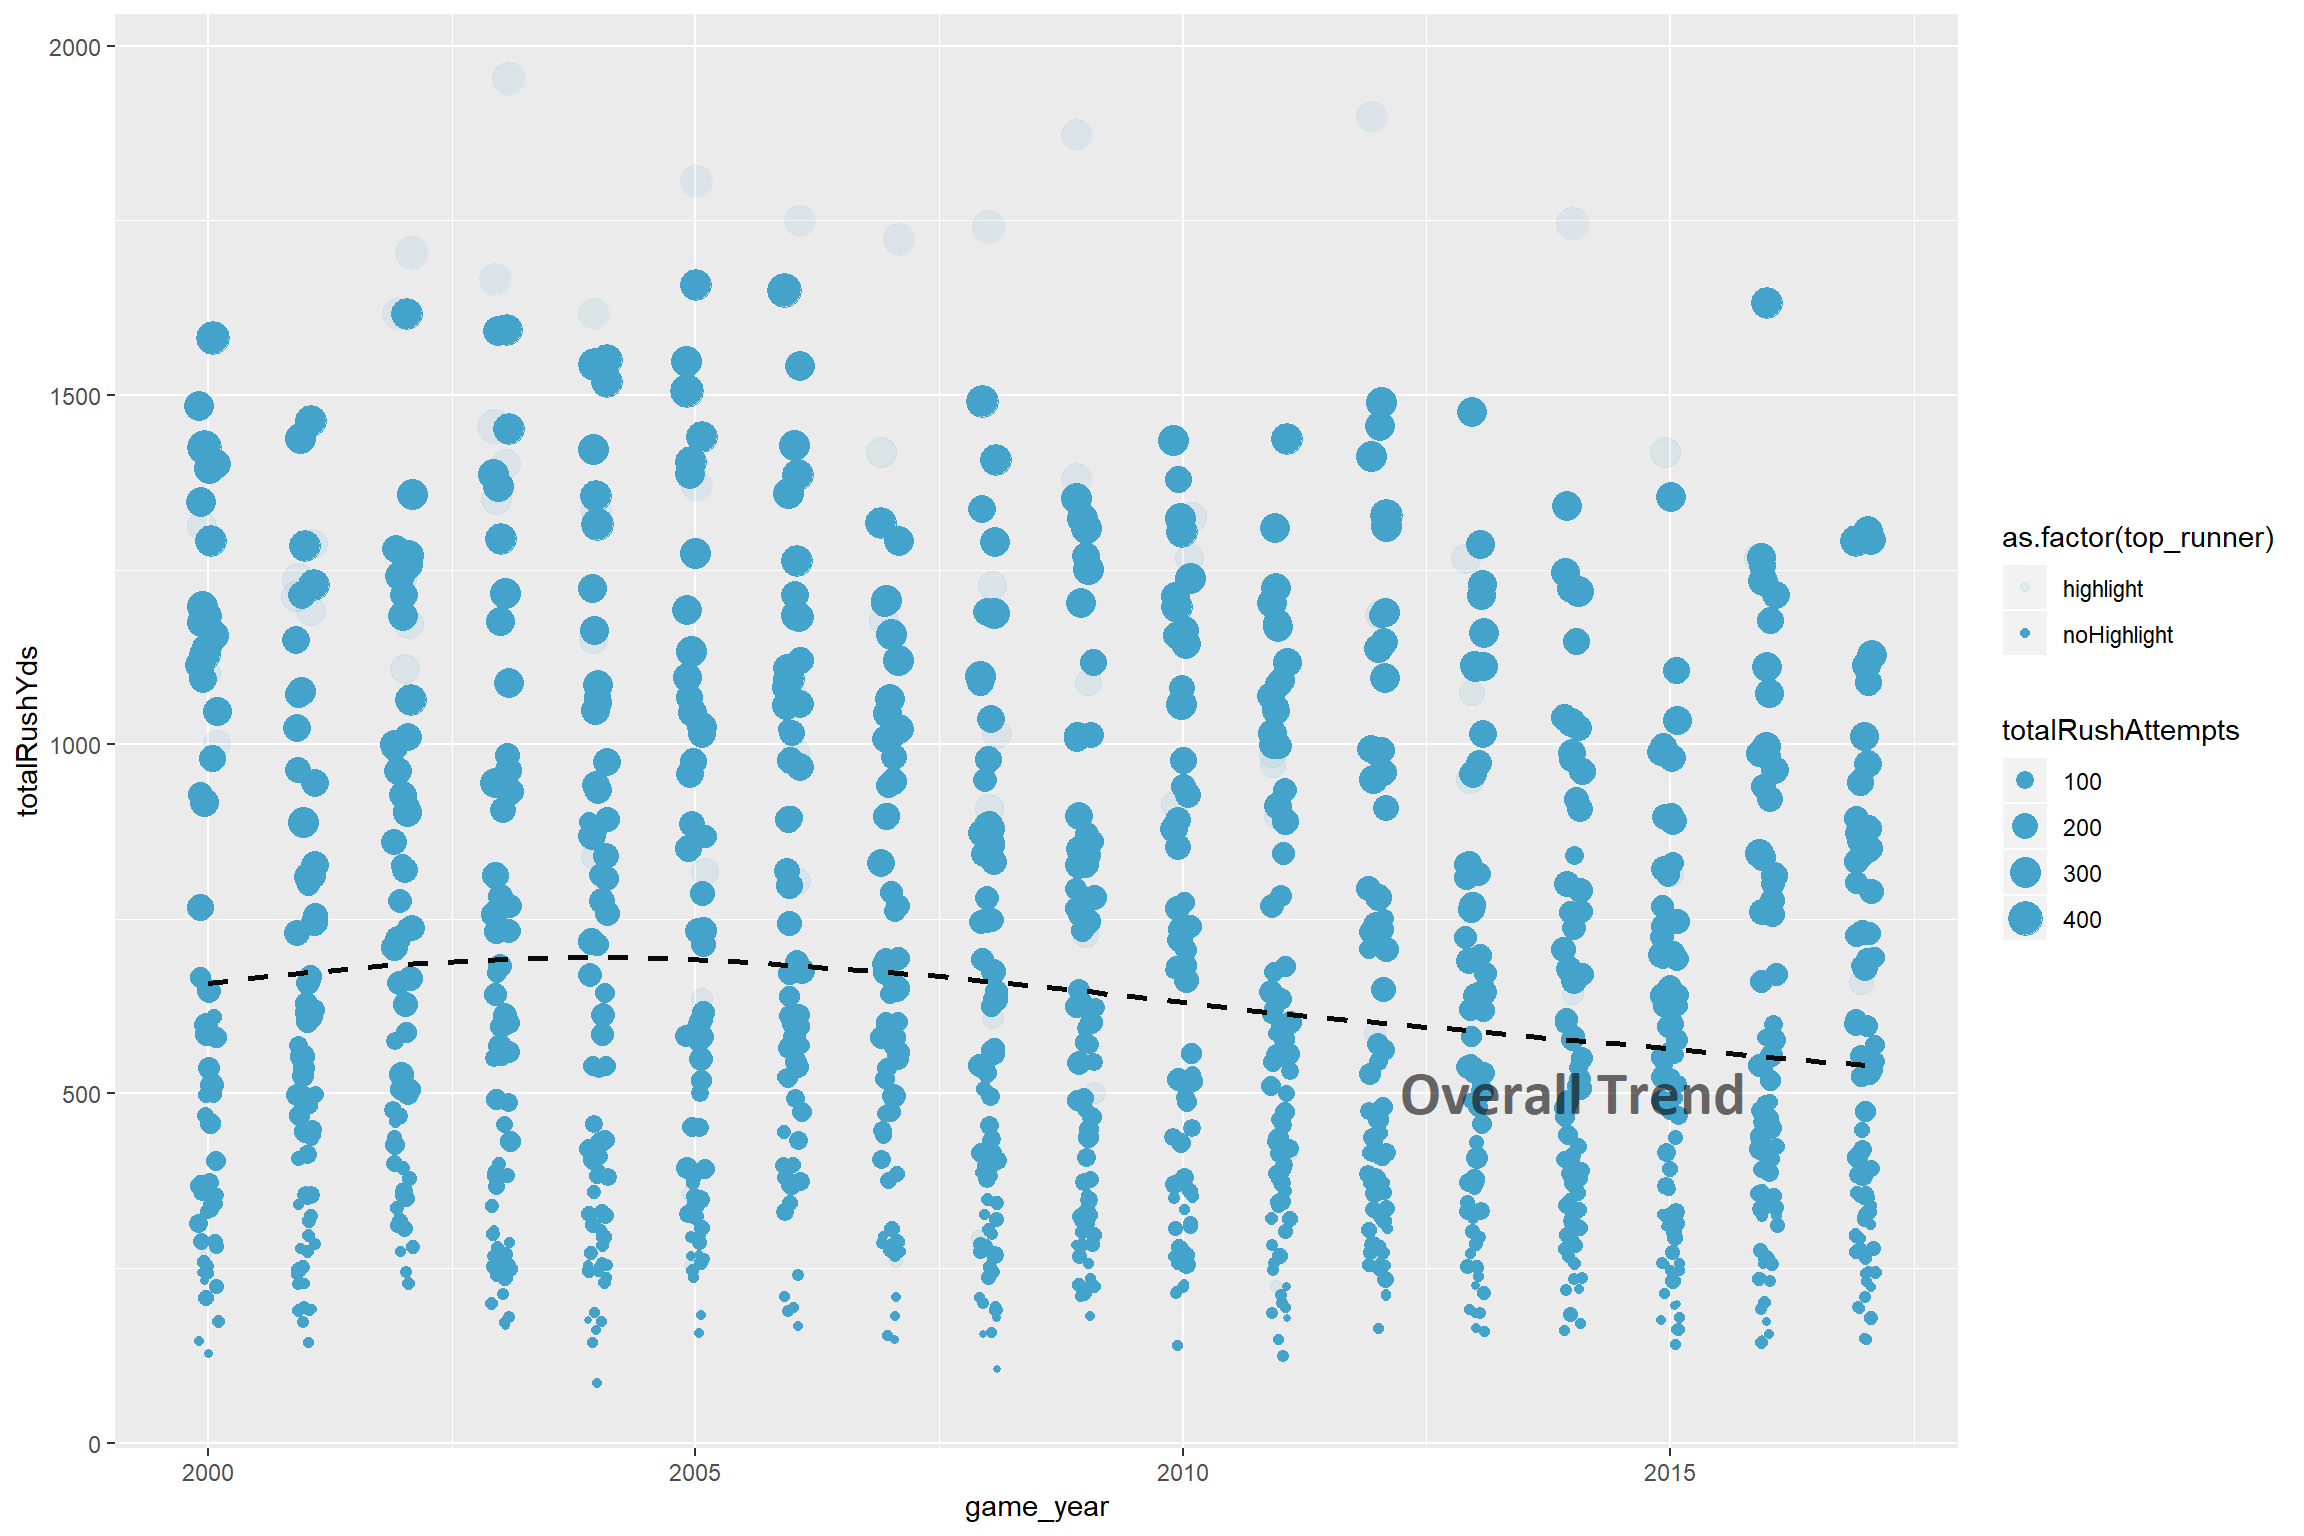 2000
1500
1000
500
0
totalRushYds
Overall Trend
2000 2005 2010 2015
game_year
as.factor(top_runner)
highlight
noHighlight
totalRushAttempts
100
200
300
400